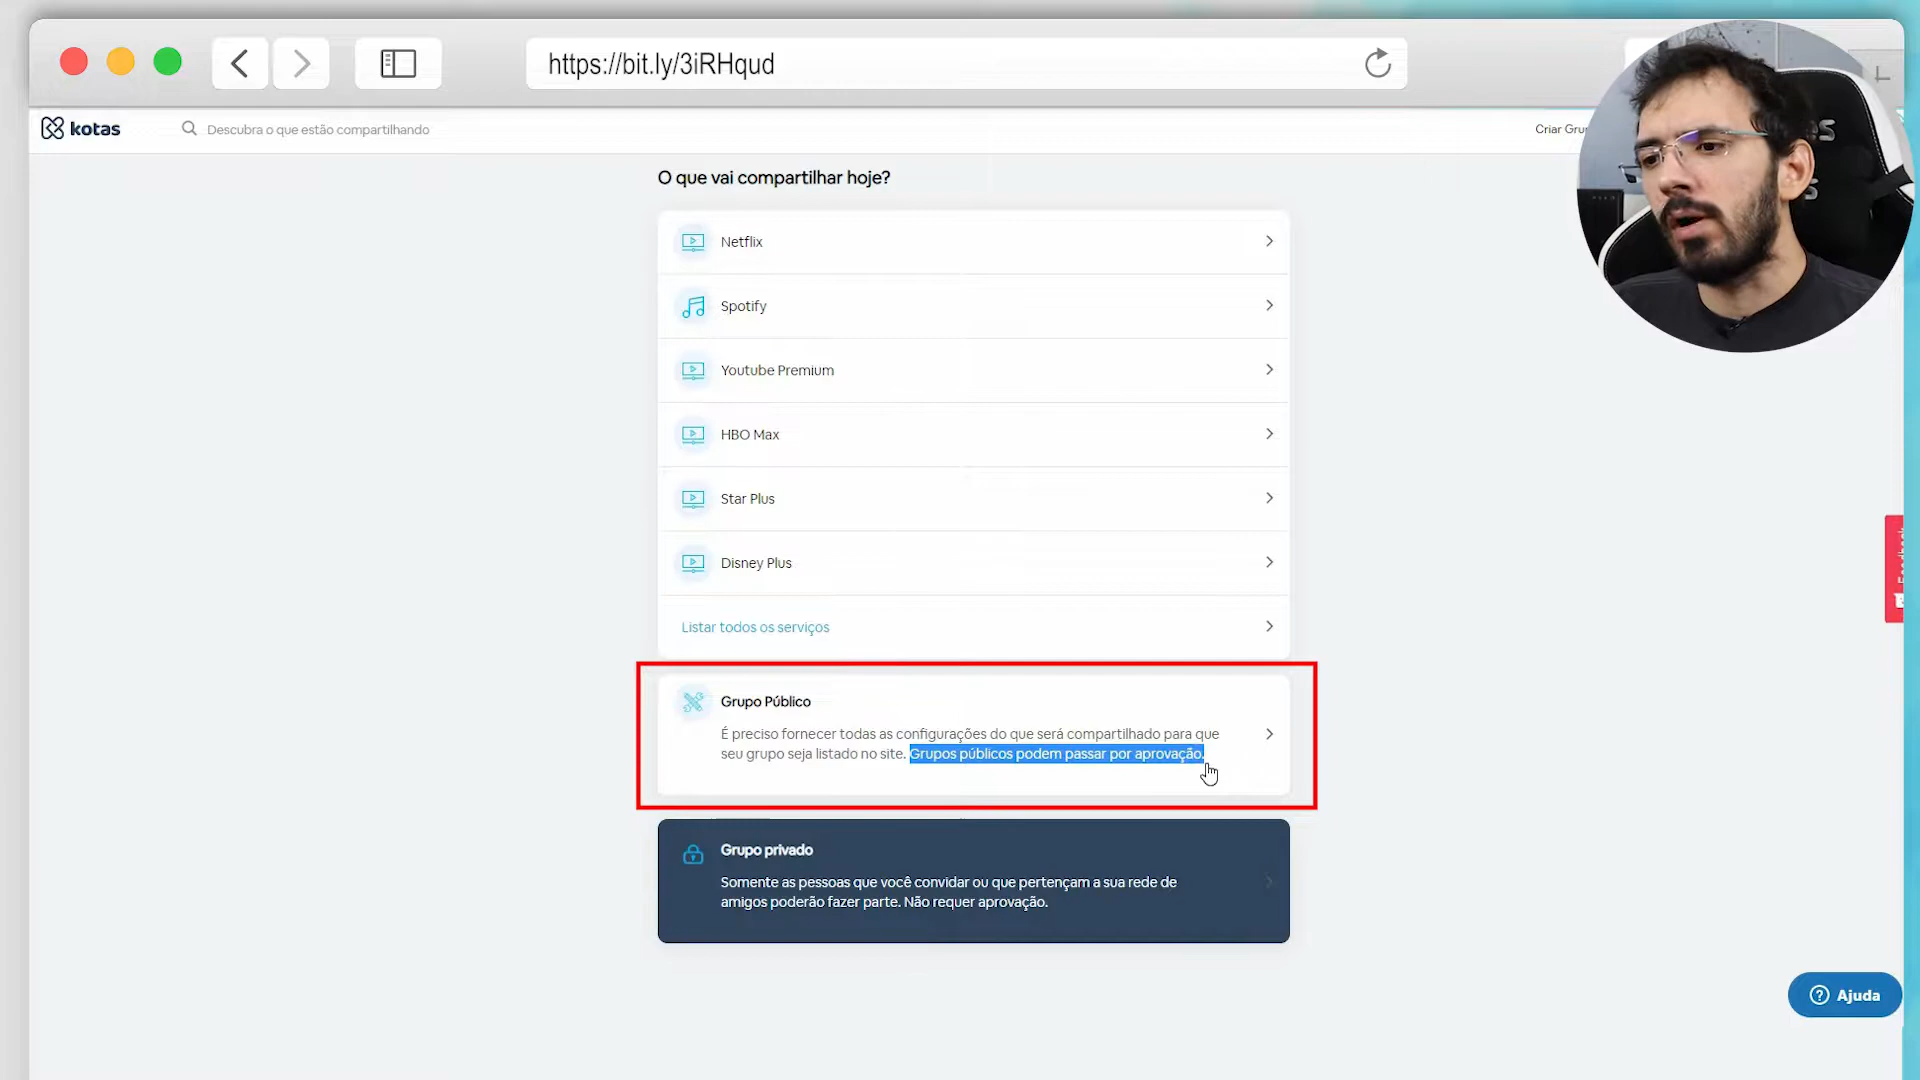 https://bit.ly/3iRHqud
kotas
Descubra o que estão compartilhando
Criar
O que vai compartilhar hoje?
Netflix
Spotify
Youtube Premium
HBO Max
Star Plus
Disney Plus
Listar todos os serviços
Grupo Público
É preciso fornecer todas as configurações do que será compartilhado para que
seu grupo seja listado no site. Grupos públicos podem passar por aprovação.
Grupo privado
Somente as pessoas que você convidar ou que pertençam a sua rede de
amigos poderão fazer parte. Não requer aprovação.
Ajuda